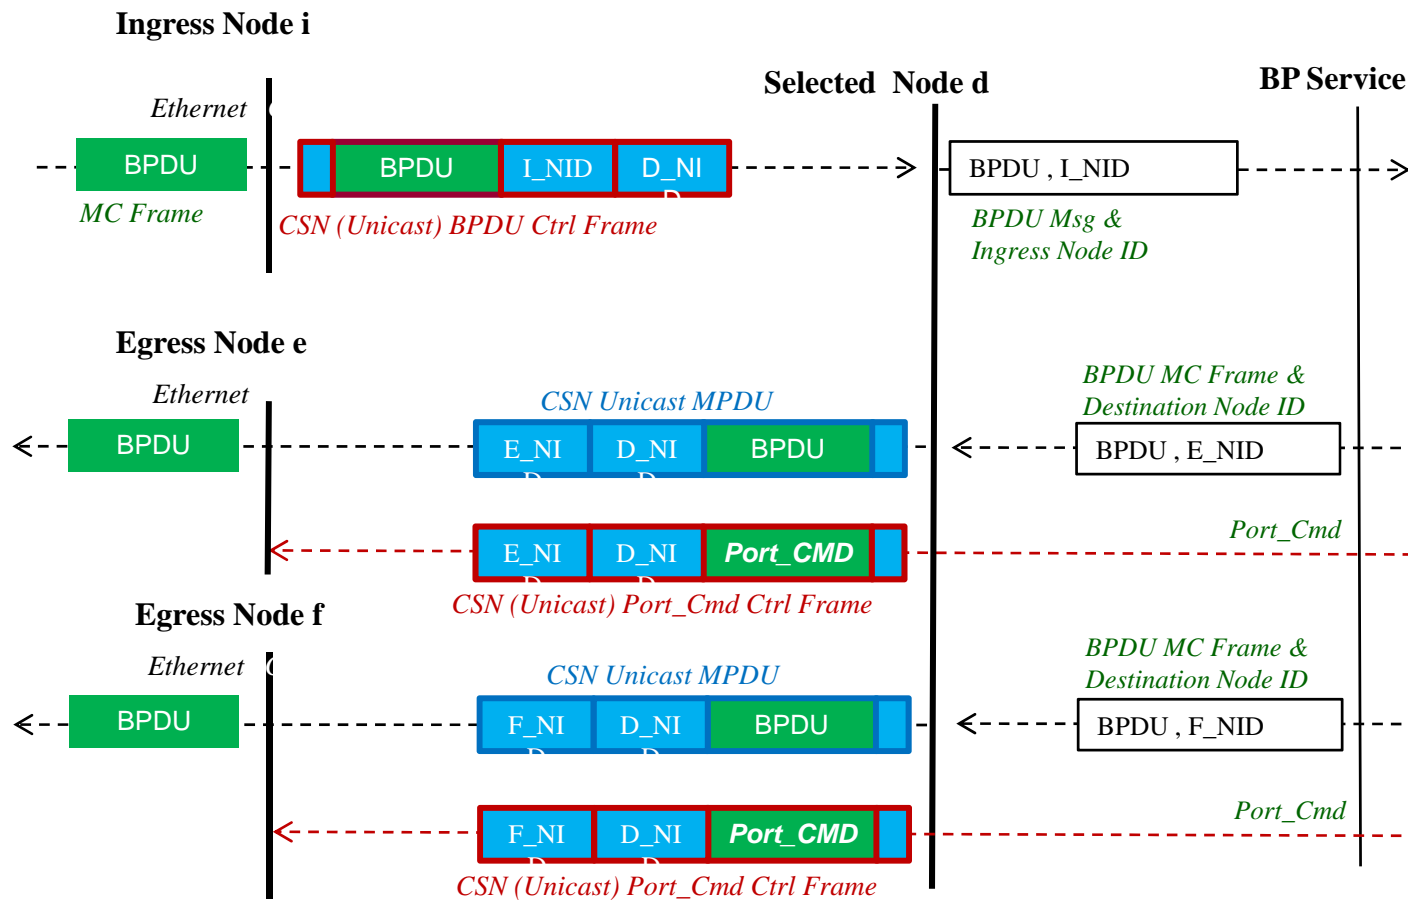 Ingress Node i
Selected Node d
BP Service
Ethernet
BPDU
BPDU
I_NID
D_NI
D
BPDU , I_NID
MC Frame
CSN (Unicast) BPDU Ctrl Frame
BPDU Msg &
Ingress Node ID
Egress Node e
Ethernet
CSN Unicast MPDU
BPDU MC Frame &
Destination Node ID
BPDU
E_NI
D
D_NI
D
BPDU
BPDU , E_NID
E_NI
D
D_NI
D
Port_CMD
Port_Cmd
CSN (Unicast) Port_Cmd Ctrl Frame
Egress Node f
Ethernet
CSN Unicast MPDU
BPDU MC Frame &
Destination Node ID
BPDU
F_NI
D
D_NI
D
BPDU
BPDU , F_NID
F_NI
D
D_NI
D
Port_CMD
Port_Cmd
CSN (Unicast) Port_Cmd Ctrl Frame